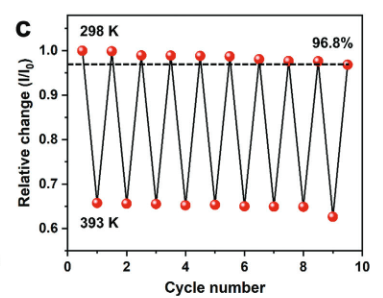 C
298 K
96.8%
1.0
0.9
0.8
0.7
0.6
393 K
0 2 4 6 8 10
Cycle number
Relative change (I/I₀)